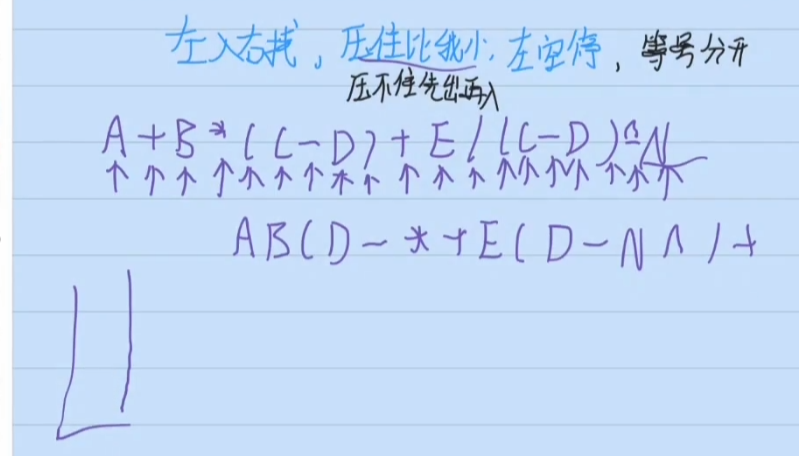 左入右找，压住比我小，左空停，等号分开
压不住先出再入
A+B*(C-D)+E/(C-D)^N
ABCD-*+ECD-N^/+